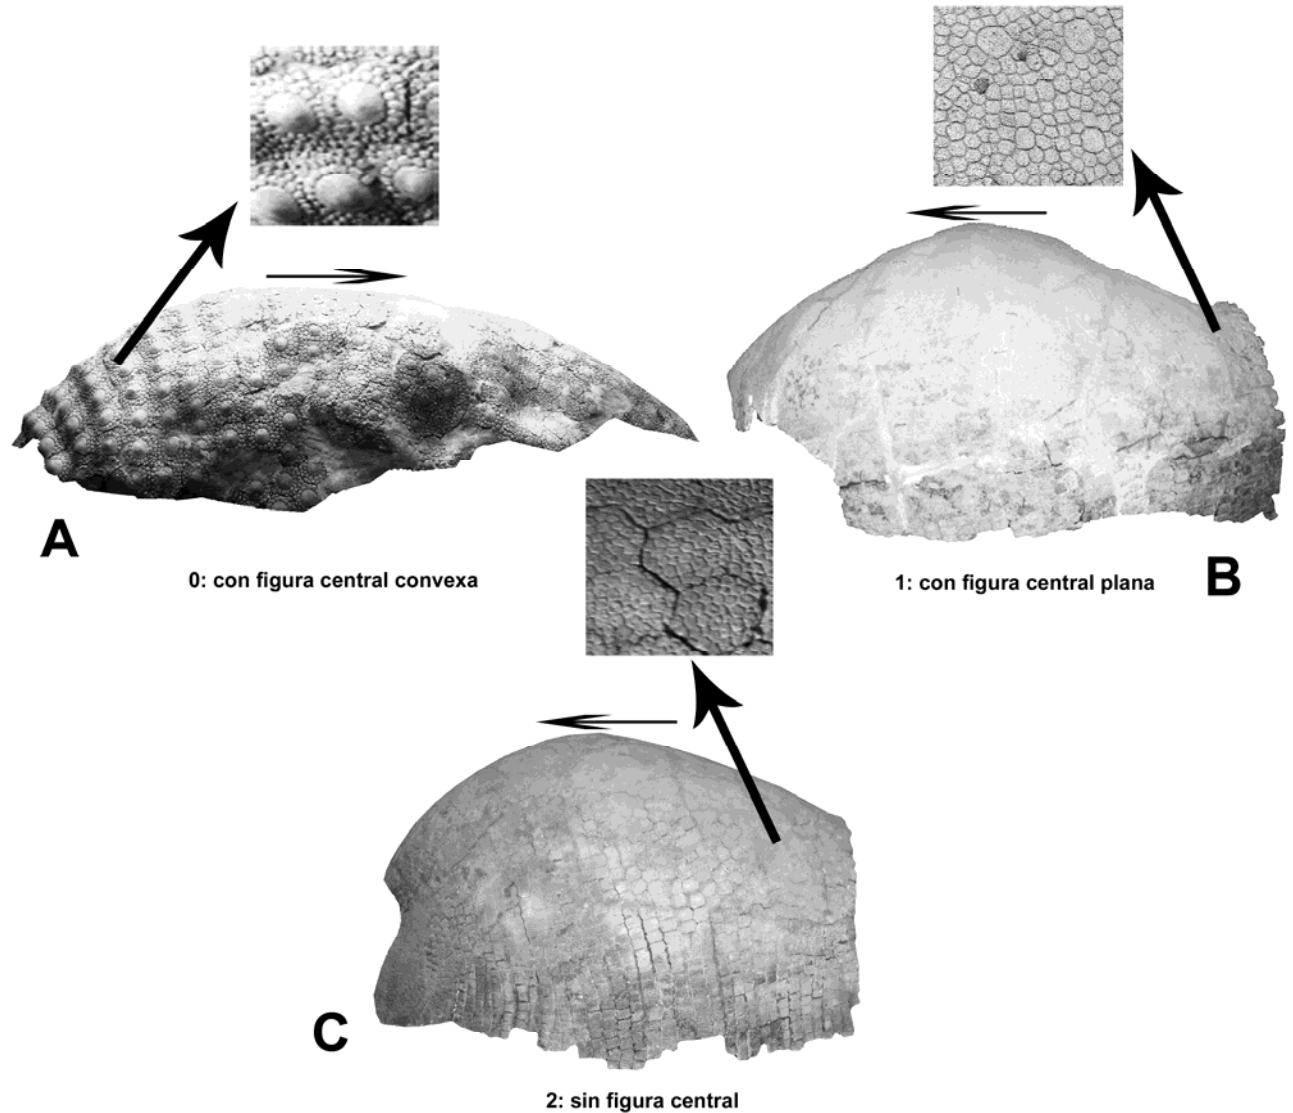 A
0: con figura central convexa
B
1: con figura central plana
C
2: sin figura central